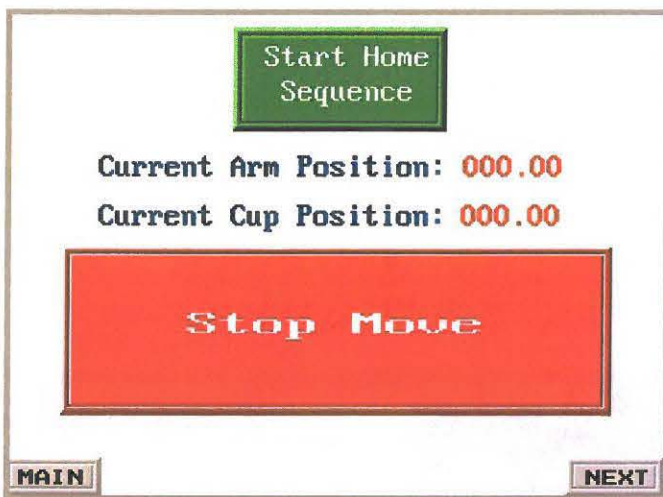 Start Home
Sequence
Current Arm Position: 000.00
Current Cup Position: 000.00
Stop Move
MAIN
NEXT